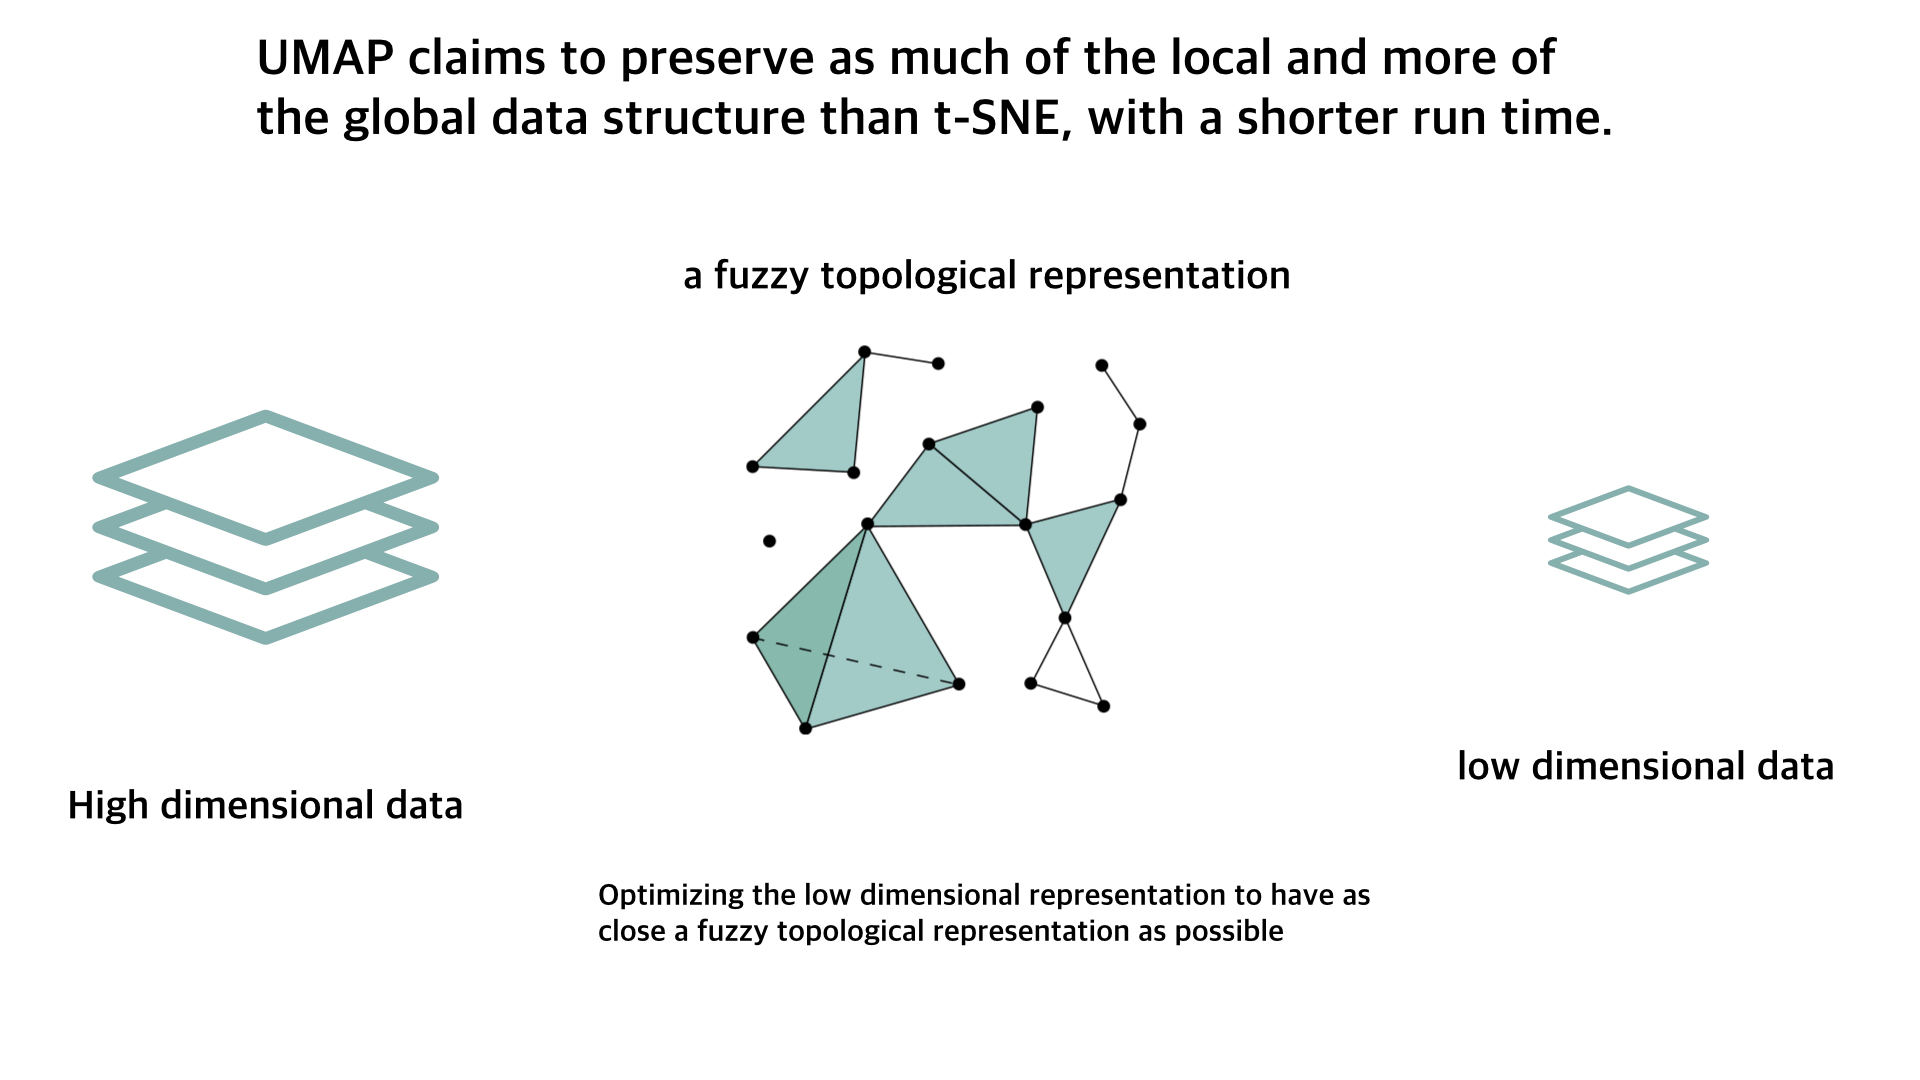 UMAP claims to preserve as much of the local and more of
the global data structure than t-SNE, with a shorter run time.
a fuzzy topological representation
High dimensional data
low dimensional data
Optimizing the low dimensional representation to have as
close a fuzzy topological representation as possible